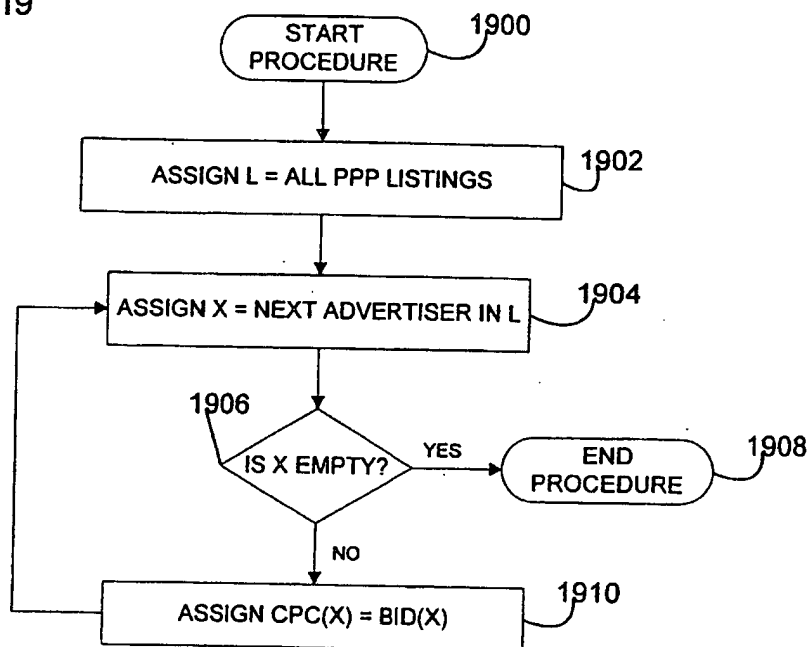 19
START
PROCEDURE
1900
ASSIGN L = ALL PPP LISTINGS
1902
ASSIGN X = NEXT ADVERTISER IN L
1904
1906
IS X EMPTY?
YES
END
PROCEDURE
1908
NO
ASSIGN CPC(X) = BID(X)
1910